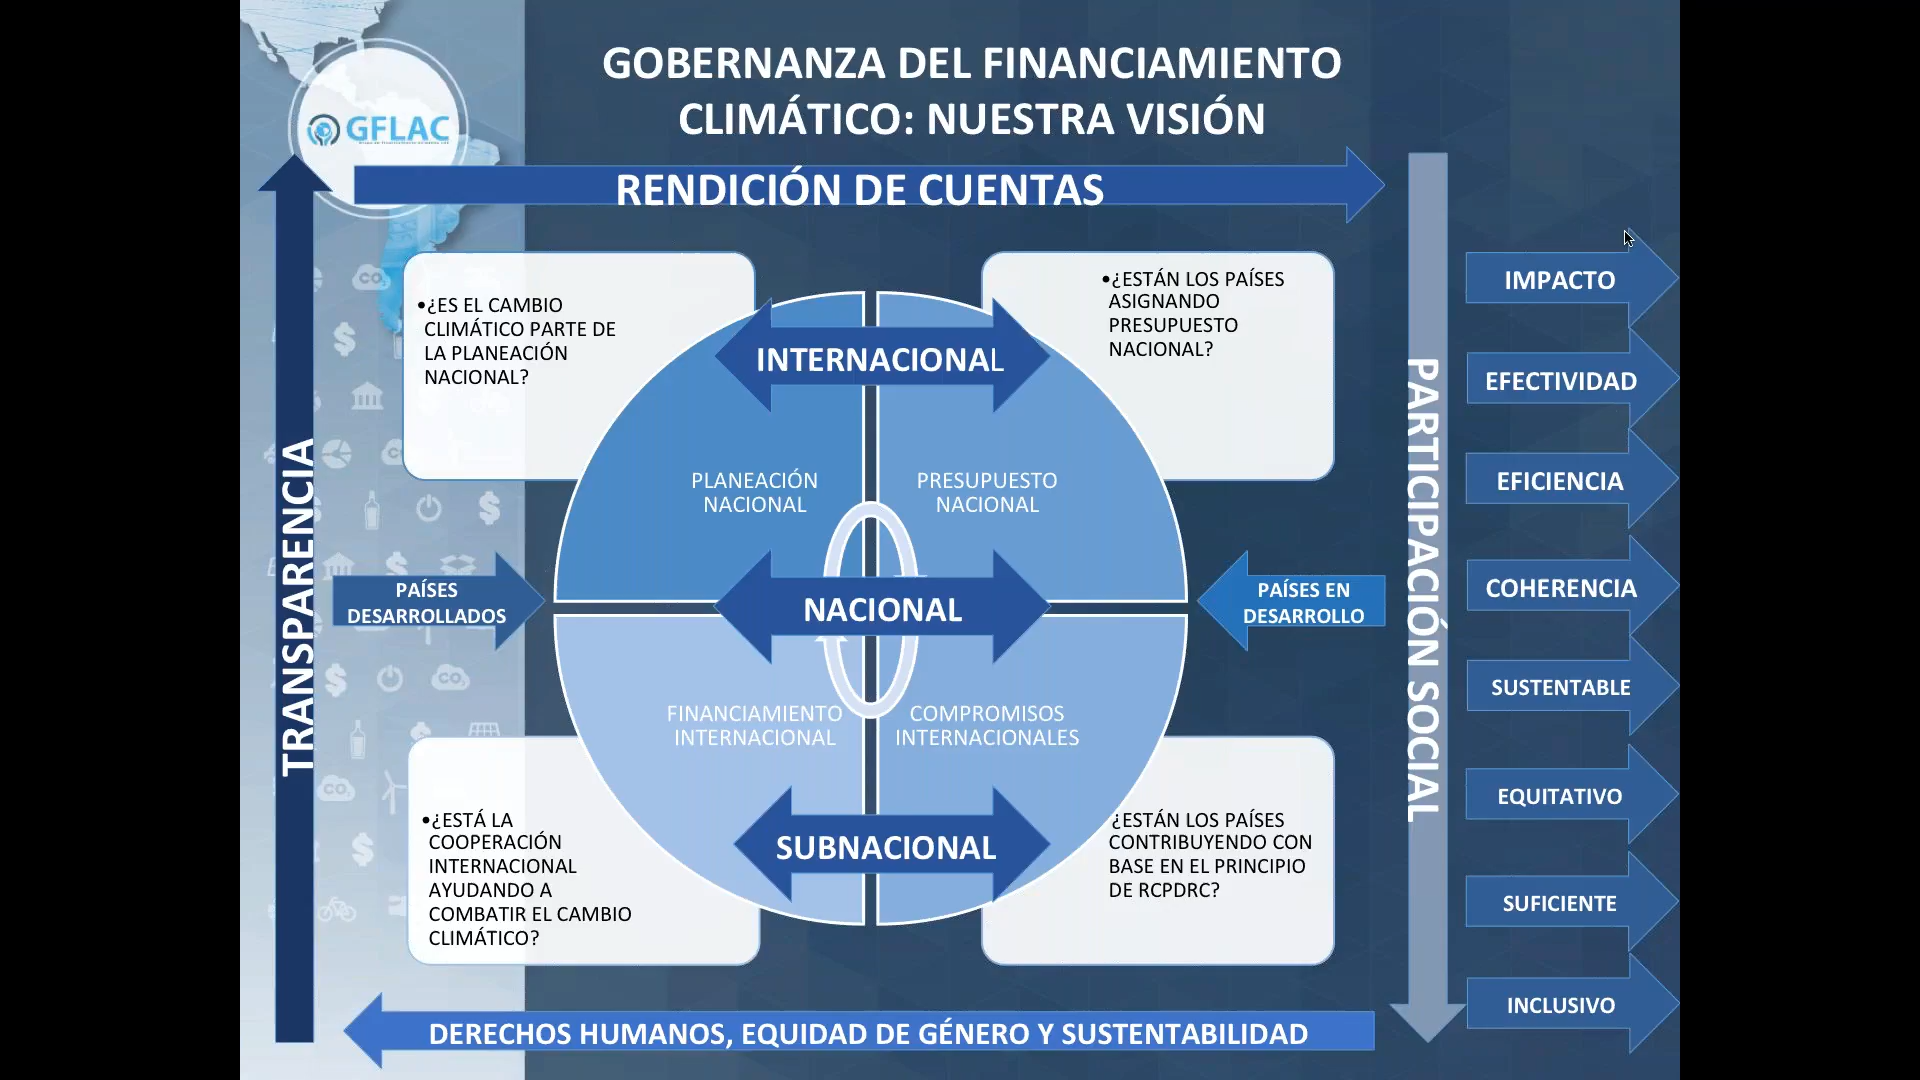 GOBERNANZA DEL FINANCIAMIENTO
CLIMÁTICO: NUESTRA VISIÓN
GFLAC
RENDICIÓN DE CUENTAS
TRANSPARENCIA
•¿ES EL CAMBIO
CLIMÁTICO PARTE DE
LA PLANEACIÓN
NACIONAL?
•¿ESTÁN LOS PAÍSES
ASIGNANDO
PRESUPUESTO
NACIONAL?
INTERNACIONAL
PLANEACIÓN
NACIONAL
PRESUPUESTO
NACIONAL
PAÍSES
DESARROLLADOS
NACIONAL
PAÍSES EN
DESARROLLO
FINANCIAMIENTO
INTERNACIONAL
COMPROMISOS
INTERNACIONALES
SUBNACIONAL
•¿ESTÁ LA
COOPERACIÓN
INTERNACIONAL
AYUDANDO A
COMBATIR EL CAMBIO
CLIMÁTICO?
¿ESTÁN LOS PAÍSES
CONTRIBUYENDO CON
BASE EN EL PRINCIPIO
DE RCPDRC?
DERECHOS HUMANOS, EQUIDAD DE GÉNERO Y SUSTENTABILIDAD
PARTICIPACIÓN SOCIAL
IMPACTO
EFECTIVIDAD
EFICIENCIA
COHERENCIA
SUSTENTABLE
EQUITATIVO
SUFICIENTE
INCLUSIVO
CO2
CO2
CO2